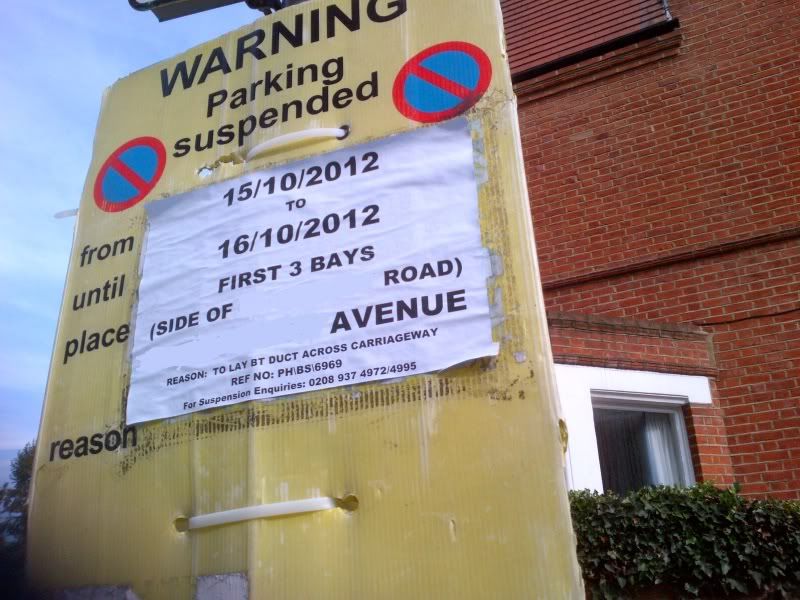 WARNING
Parking
suspended
15/10/2012
TO
from
16/10/2012
until
FIRST 3 BAYS
place
(SIDE OF ROAD)
AVENUE
REASON: TO LAY BT DUCT ACROSS CARRIAGEWAY
REF NO: PH\BS\6969
For Suspension Enquiries: 0208 937 4972/4995
reason